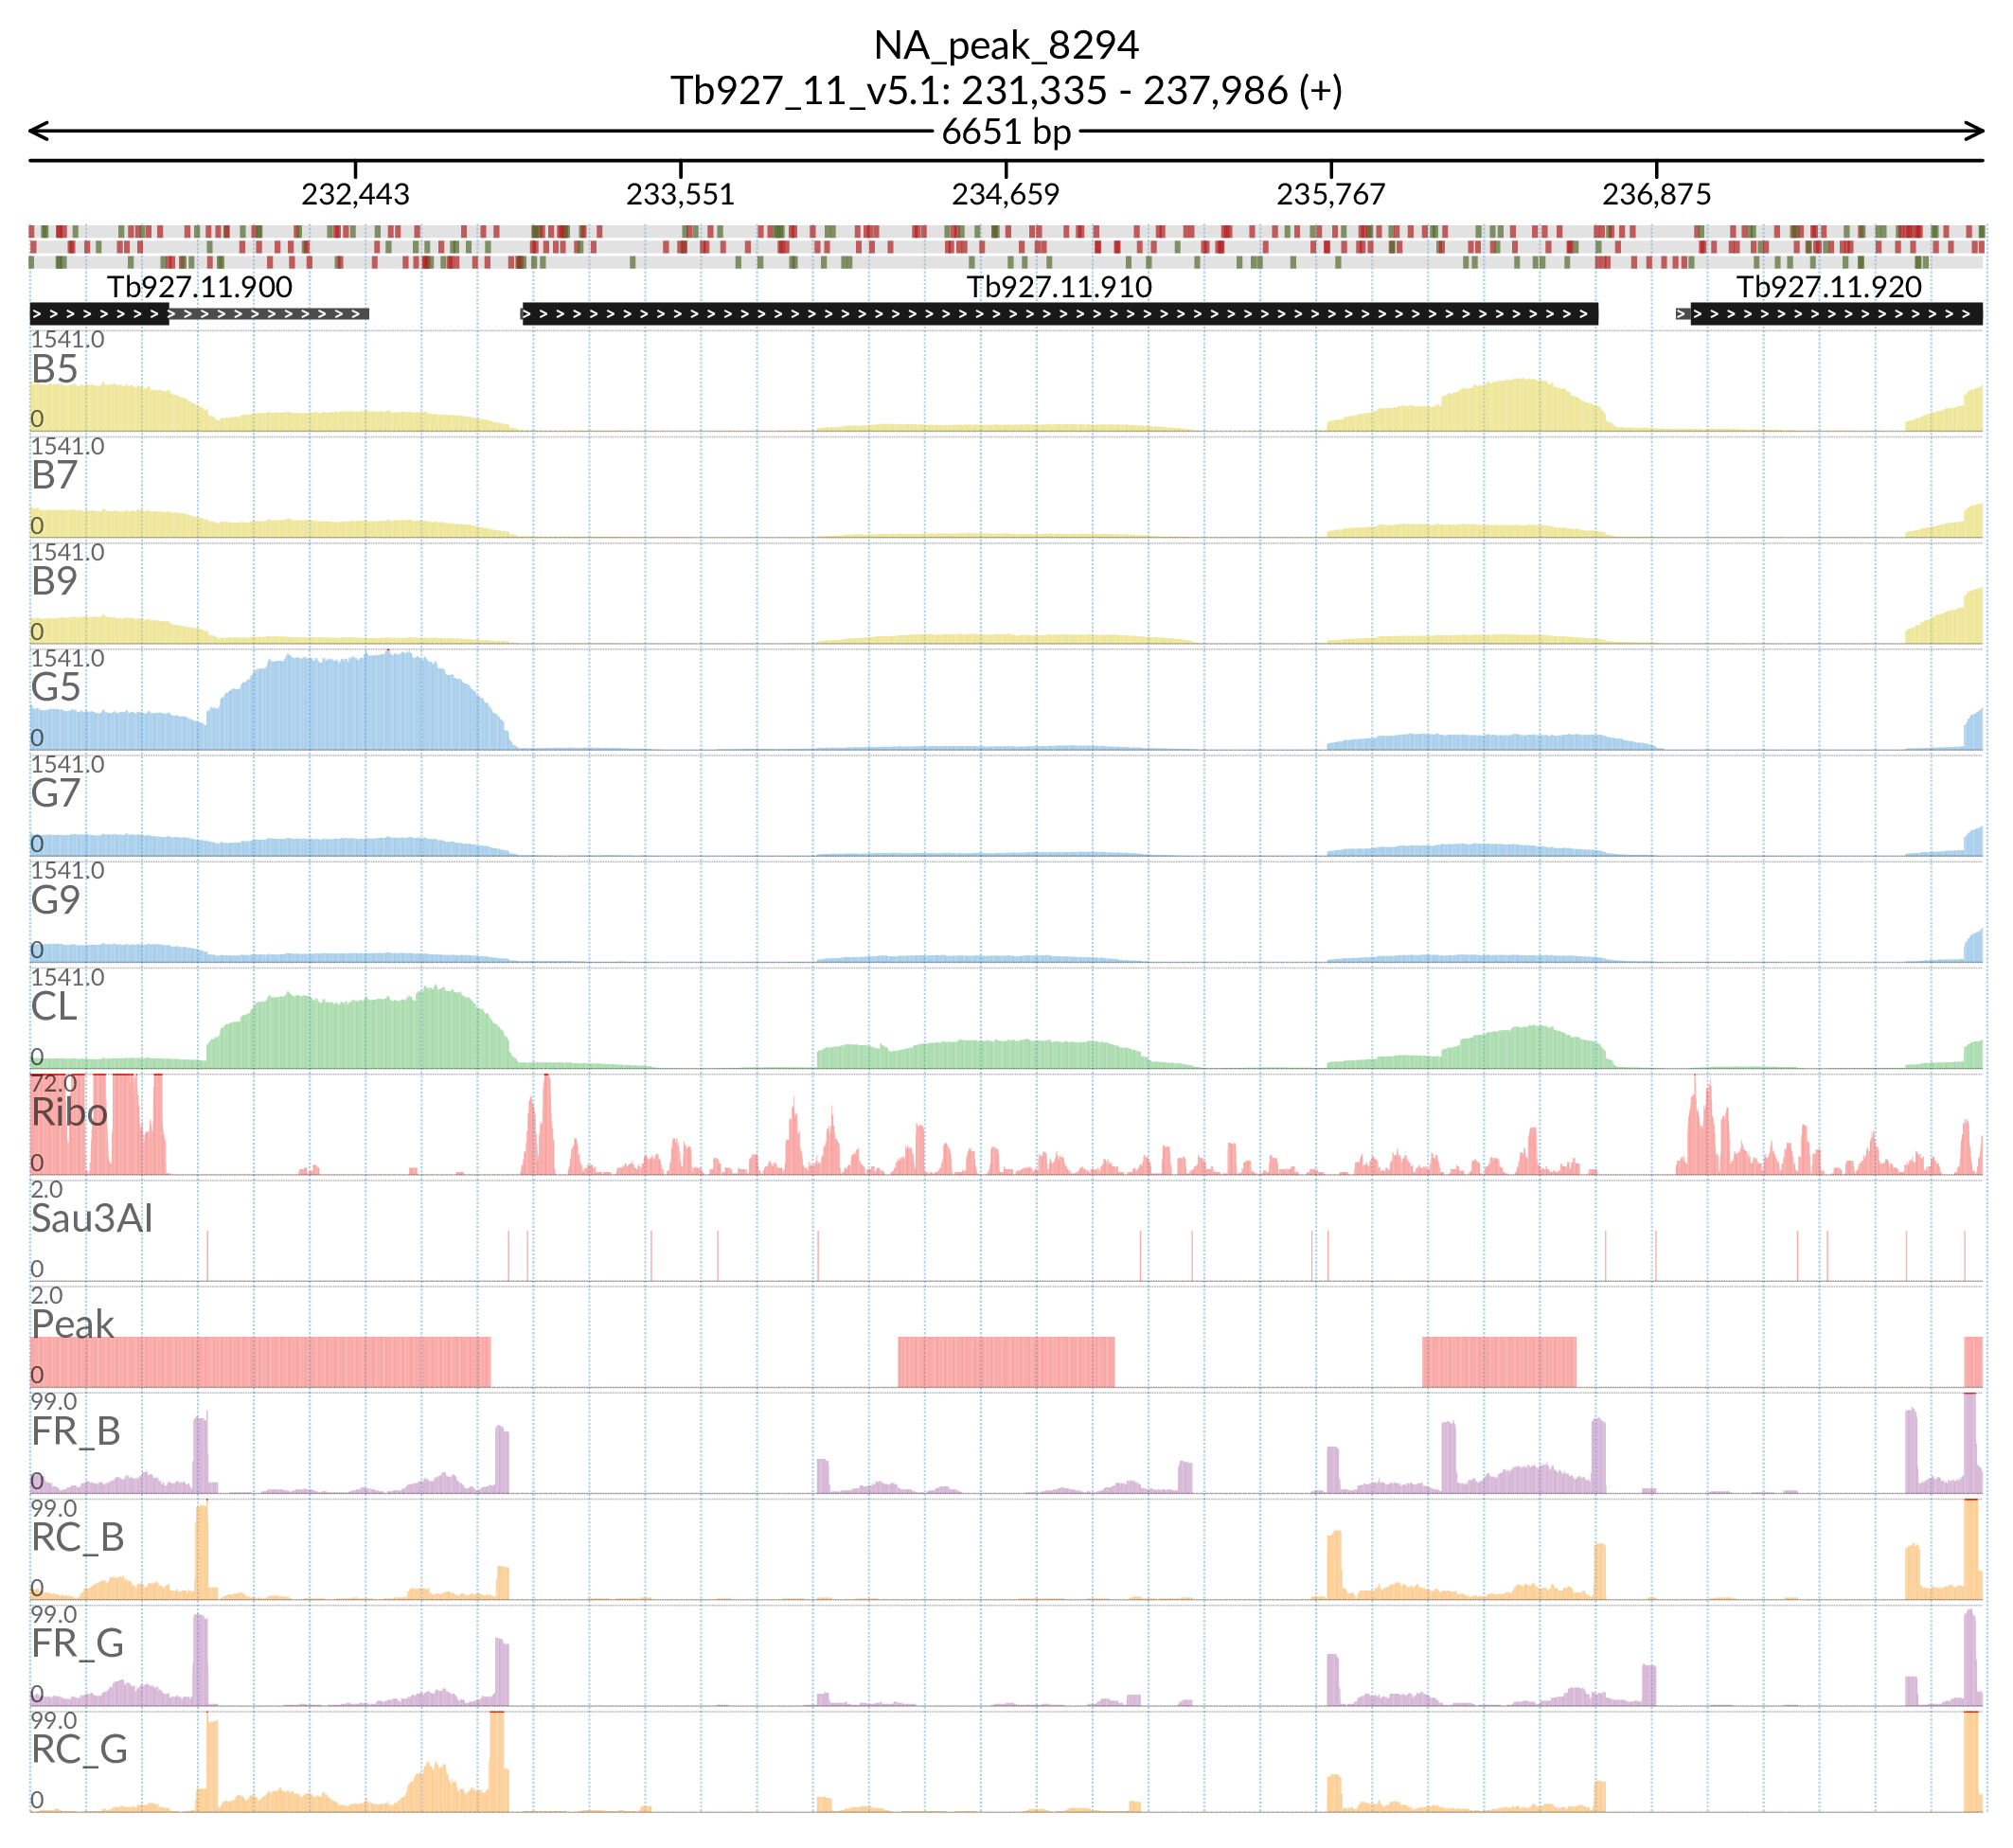 NA_peak_8294
Tb927_11_v5.1: 231,335 - 237,986 (+)
6651 bp
232,443 233,551 234,659 235,767 236,875
Tb927.11.900 Tb927.11.910 Tb927.11.920
1541.0
B5
0
1541.0
B7
0
1541.0
B9
0
1541.0
G5
0
1541.0
G7
0
1541.0
G9
0
1541.0
CL
0
72.0
Ribo
0
2.0
Sau3AI
0
2.0
Peak
0
99.0
FR_B
0
99.0
RC_B
0
99.0
FR_G
0
99.0
RC_G
0